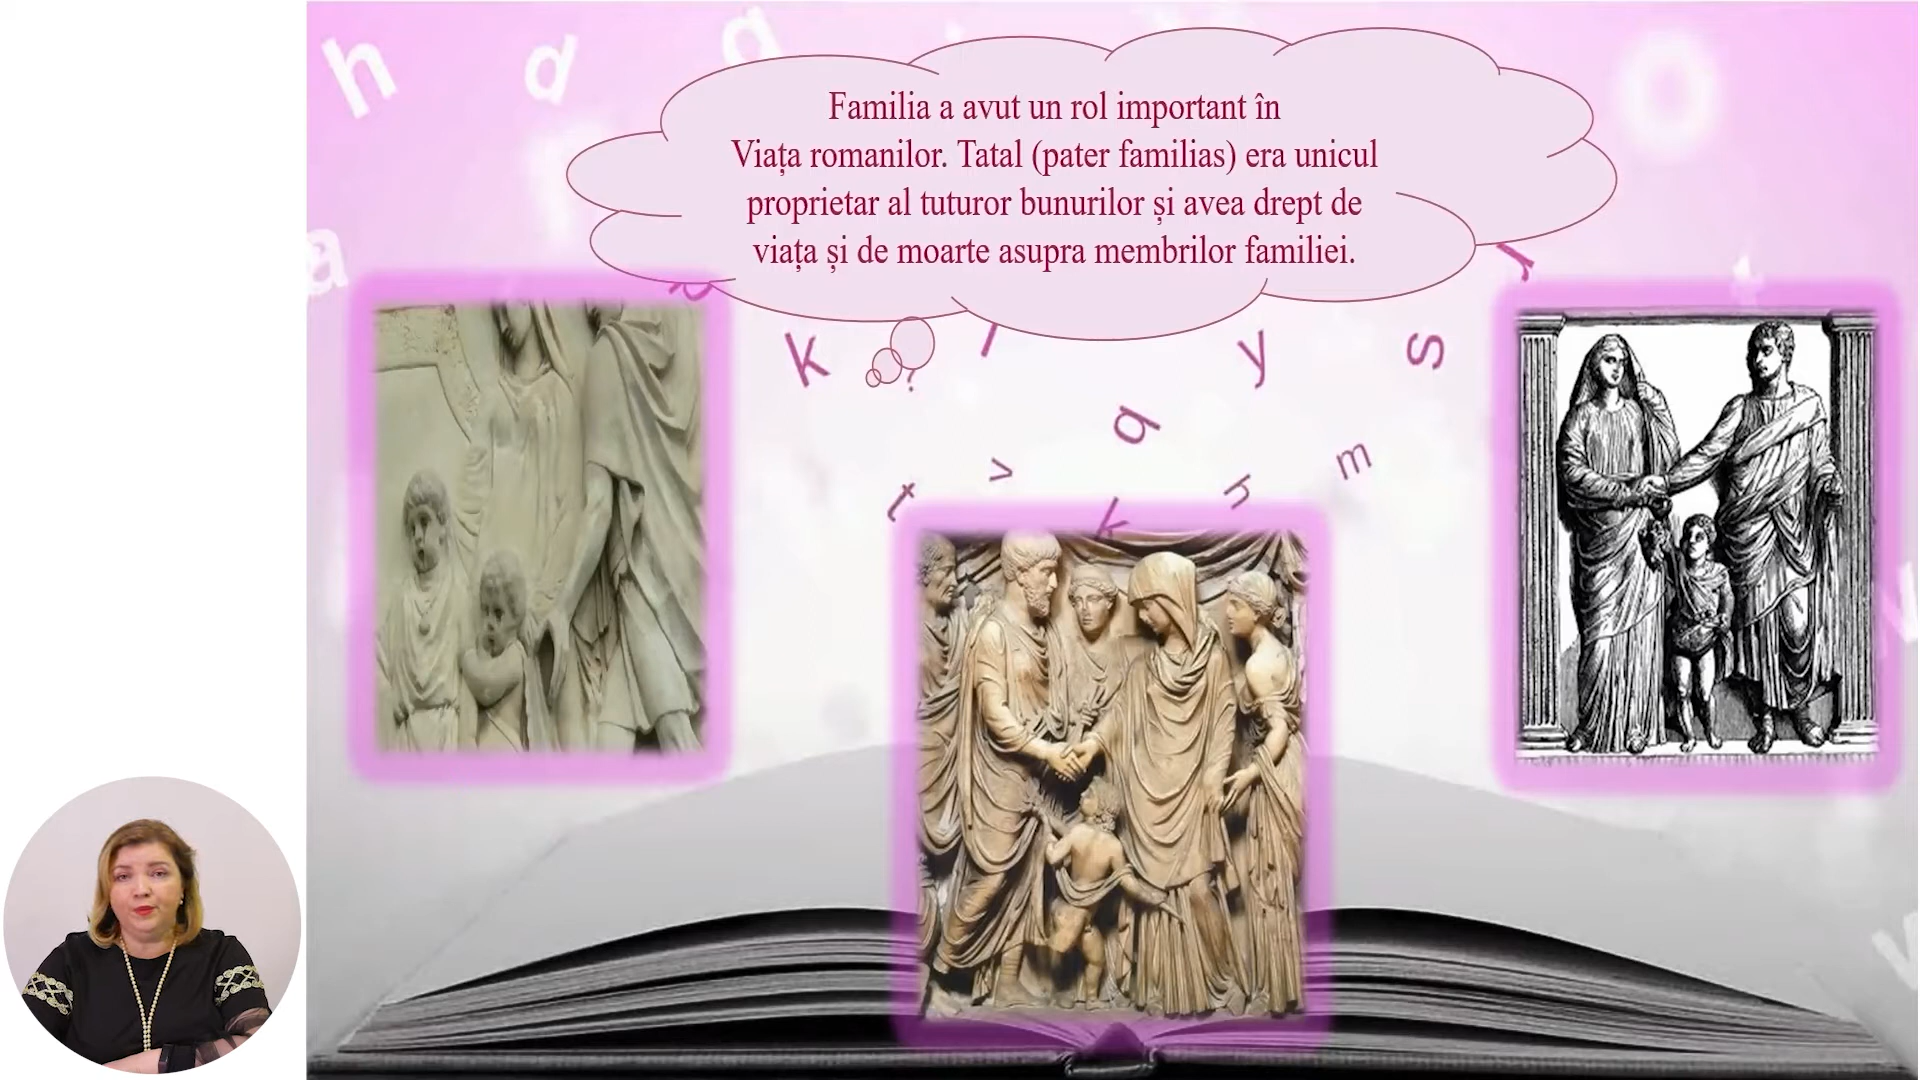 Familia a avut un rol important în
Viața romanilor. Tatal (pater familias) era unicul
proprietar al tuturor bunurilor și avea drept de
viața și de moarte asupra membrilor familiei.
h
d
a
o
a
k
y
s
q
v
m
t
k